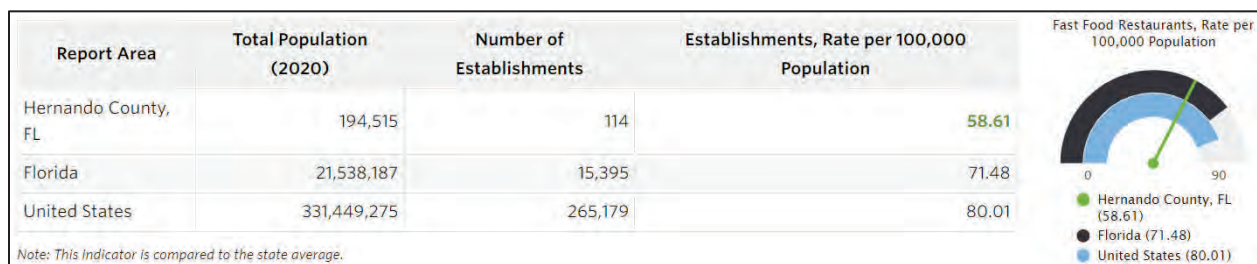 Report Area
Total Population
(2020)
Number of
Establishments
Establishments, Rate per 100,000
Population
Hernando County,
FL
194,515
114
58.61
Florida
21,538,187
15,395
71.48
United States
331,449,275
265,179
80.01
Note: This indicator is compared to the state average.
Fast Food Restaurants, Rate per
100,000 Population
0
90
Hernando County, FL
(58.61)
Florida (71.48)
United States (80.01)